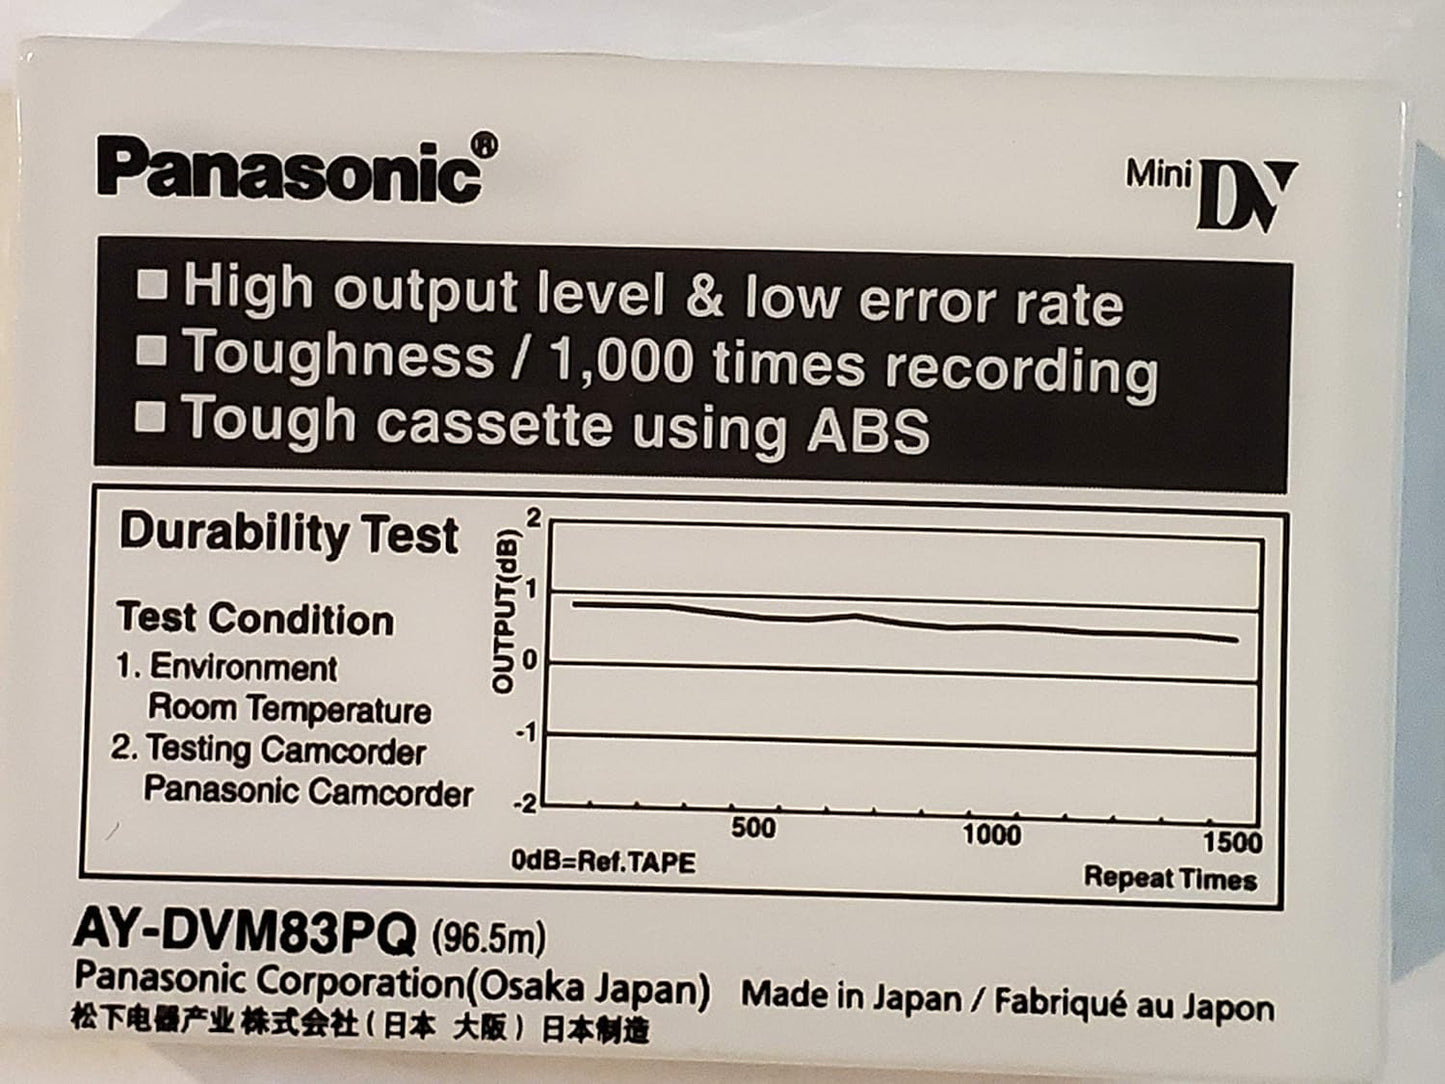 Panasonic®
Mini DV
High output level & low error rate
Toughness / 1,000 times recording
Tough cassette using ABS
Durability Test
Test Condition
1. Environment
Room Temperature
2. Testing Camcorder
Panasonic Camcorder
OUTPUT(dB)
2
1
0
-1
-2
500 1000 1500
0dB=Ref.TAPE
Repeat Times
AY-DVM83PQ (96.5m)
Panasonic Corporation(Osaka Japan) Made in Japan / Fabriqué au Japon
松下电器产业株式会社(日本 大阪) 日本制造